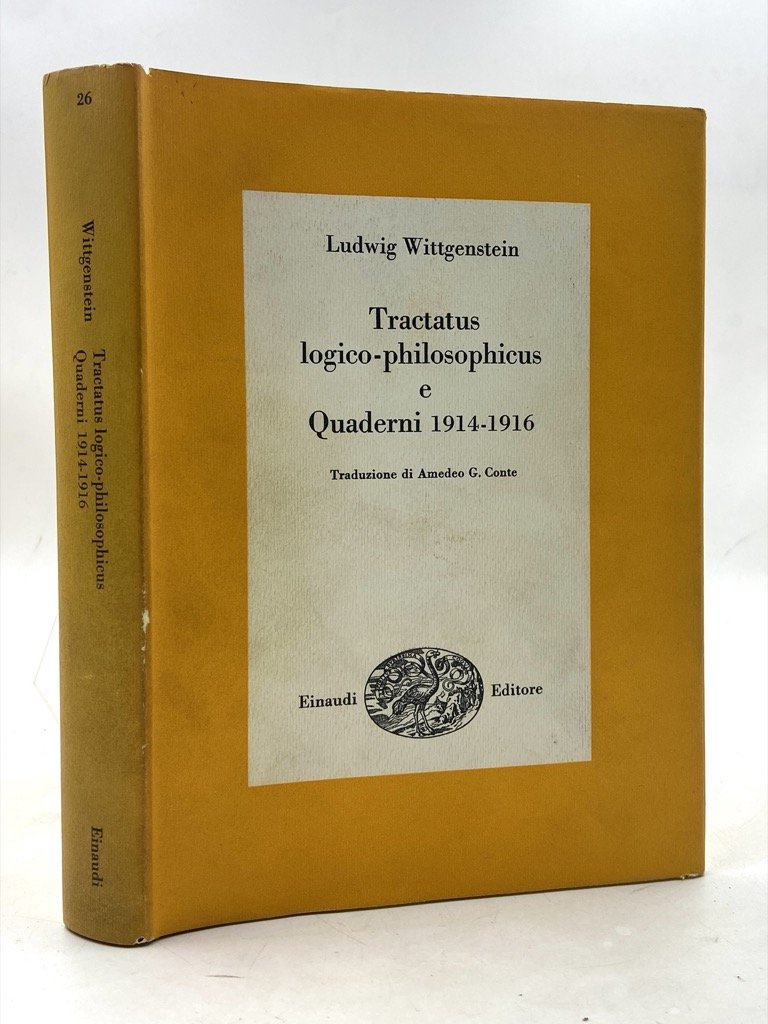 26
Wittgenstein
Tractatus logico-philosophicus
Quaderni 1914-1916
Einaudi
Ludwig Wittgenstein
Tractatus
logico-philosophicus
e
Quaderni 1914-1916
Traduzione di Amedeo G. Conte
Einaudi
Editore